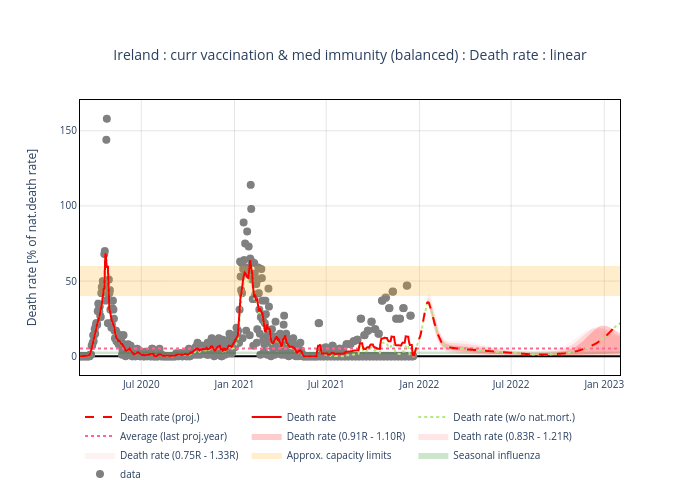 Ireland : curr vaccination & med immunity (balanced) : Death rate : linear
Death rate [% of nat.death rate]
150
100
50
0
Jul 2020
Jan 2021
Jul 2021
Jan 2022
Jul 2022
Jan 2023
Death rate (proj.)
Death rate
Death rate (w/o nat.mort.)
Average (last proj.year)
Death rate (0.91R - 1.10R)
Death rate (0.83R - 1.21R)
Death rate (0.75R - 1.33R)
Approx. capacity limits
Seasonal influenza
data